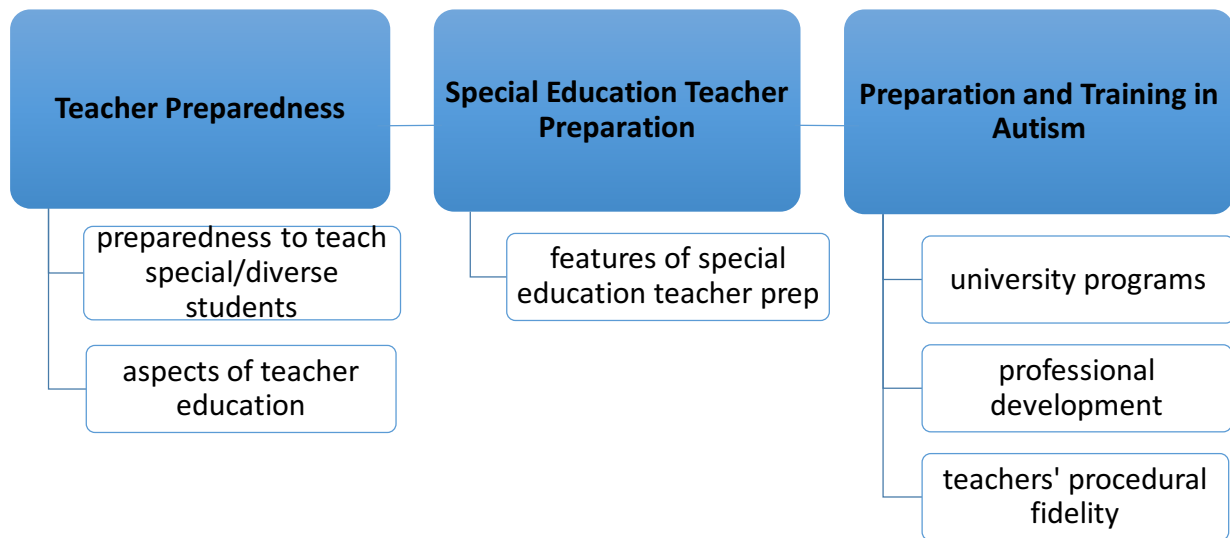 Teacher Preparedness
preparedness to teach
special/diverse
students
aspects of teacher
education
Special Education Teacher
Preparation
features of special
education teacher prep
Preparation and Training in
Autism
university programs
professional
development
teachers' procedural
fidelity